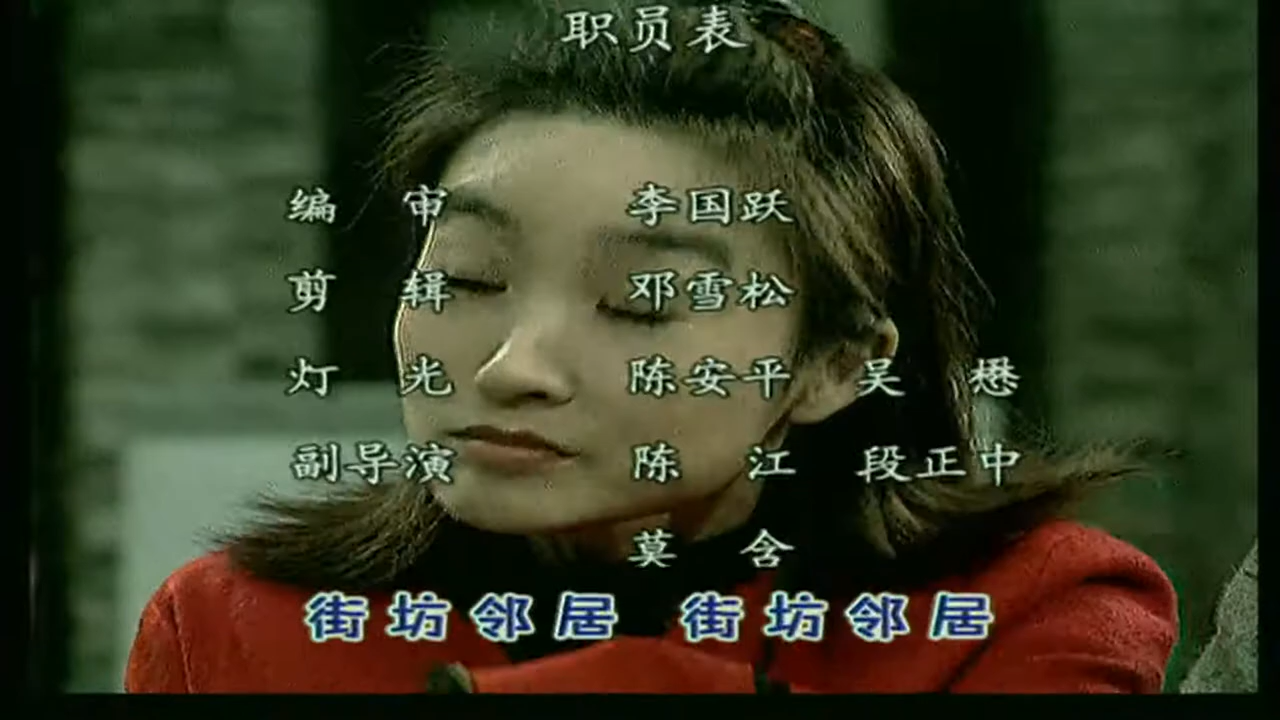 职员表
编 审 李国跃
剪 辑 邓雪松
灯 光 陈安平 吴 懋
副导演 陈 江 段正中
莫 含
街坊邻居 街坊邻居